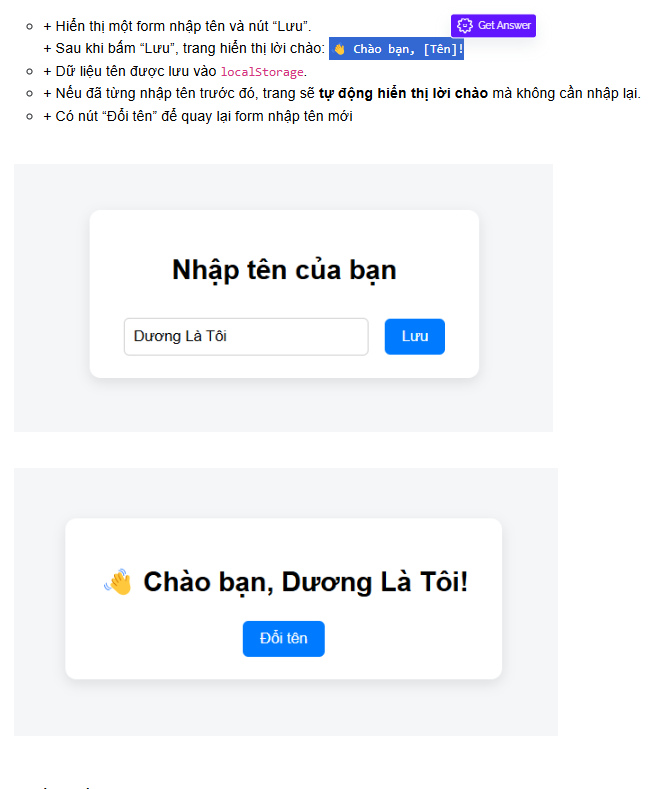 + Hiển thị một form nhập tên và nút “Lưu”.
Get Answer
+ Sau khi bấm “Lưu”, trang hiển thị lời chào: 👋 Chào bạn, [Tên]!
+ Dữ liệu tên được lưu vào localStorage.
+ Nếu đã từng nhập tên trước đó, trang sẽ tự động hiển thị lời chào mà không cần nhập lại.
+ Có nút “Đổi tên” để quay lại form nhập tên mới
Nhập tên của bạn
Dương Là Tôi
Lưu
👋 Chào bạn, Dương Là Tôi!
Đổi tên